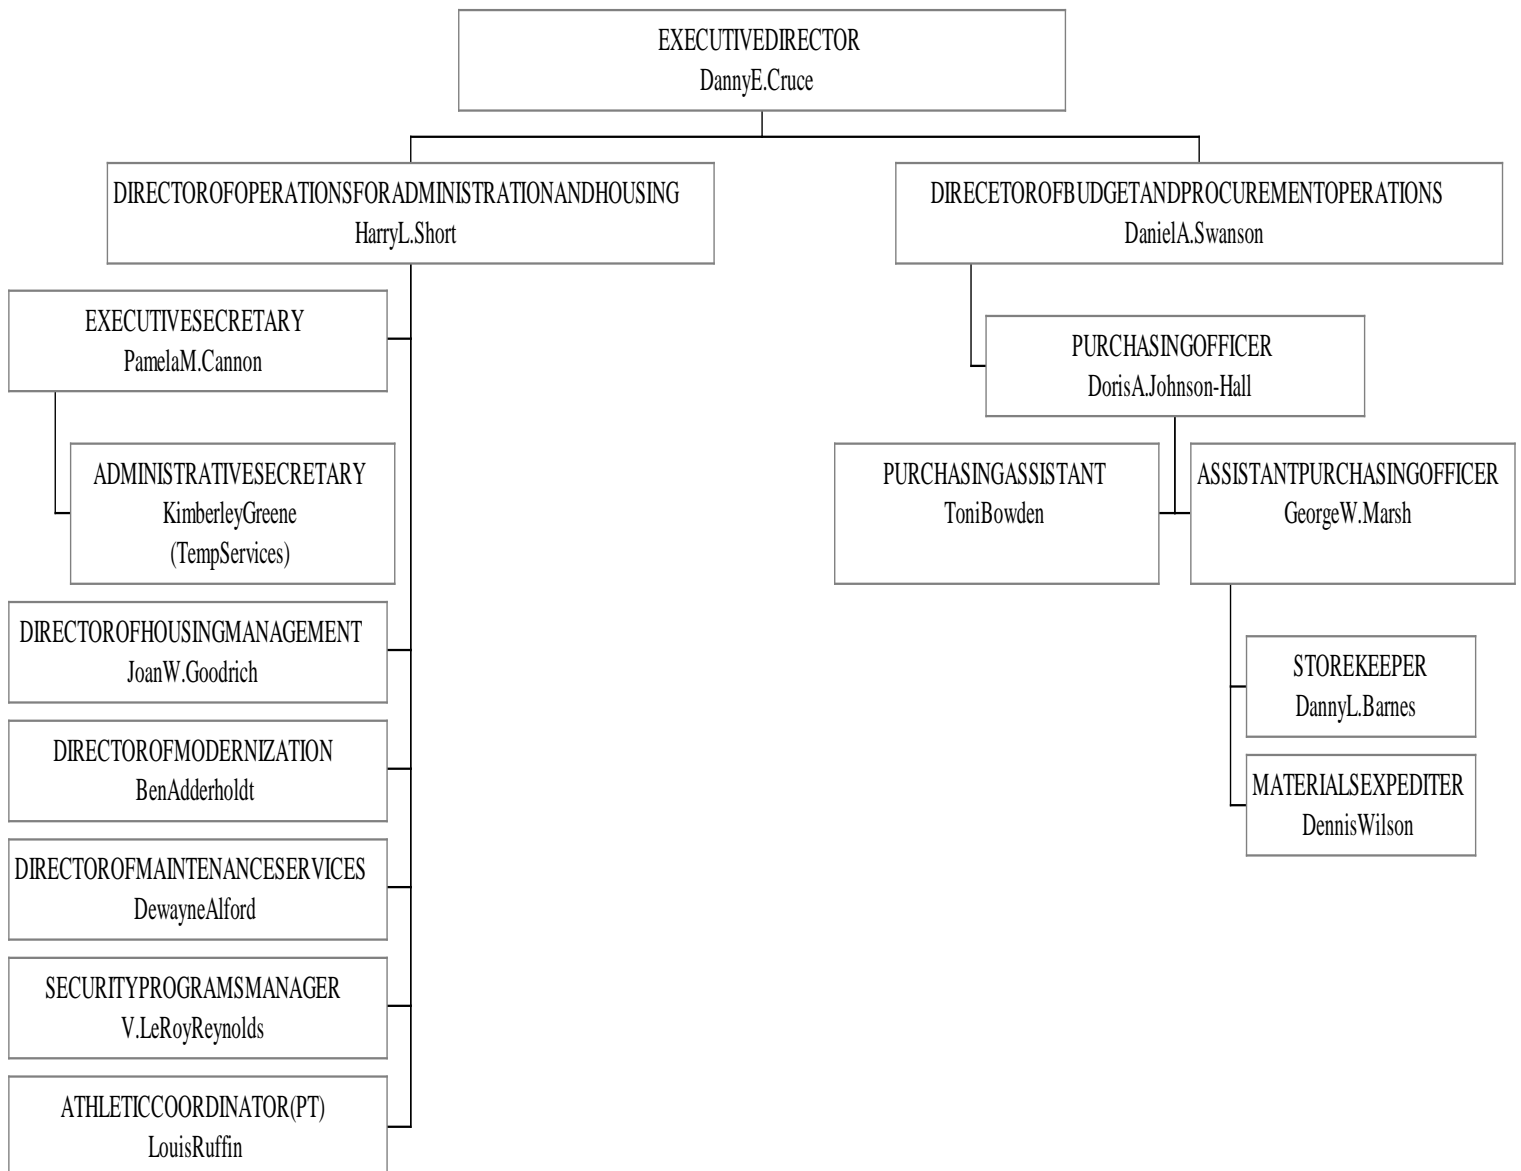 EXECUTIVEDIRECTOR
DannyE.Cruce
DIRECTOROFOPERATIONSFORADMINISTRATIONANDHOUSING
HarryL.Short
DIRECETOROFBUDGETANDPROCUREMENTOPERATIONS
DanielA.Swanson
EXECUTIVESECRETARY
PamelaM.Cannon
ADMINISTRATIVESECRETARY
KimberleyGreene
(TempServices)
DIRECTOROFHOUSINGMANAGEMENT
JoanW.Goodrich
DIRECTOROFMODERNIZATION
BenAdderholdt
DIRECTOROFMAINTENANCESERVICES
DewayneAlford
SECURITYPROGRAMSMANAGER
V.LeRoyReynolds
ATHLETICCOORDINATOR(PT)
LouisRuffin
PURCHASINGOFFICER
DorisA.Johnson-Hall
PURCHASINGASSISTANT
ToniBowden
ASSISTANTPURCHASINGOFFICER
GeorgeW.Marsh
STOREKEEPER
DannyL.Barnes
MATERIALSEXPEDITER
DennisWilson